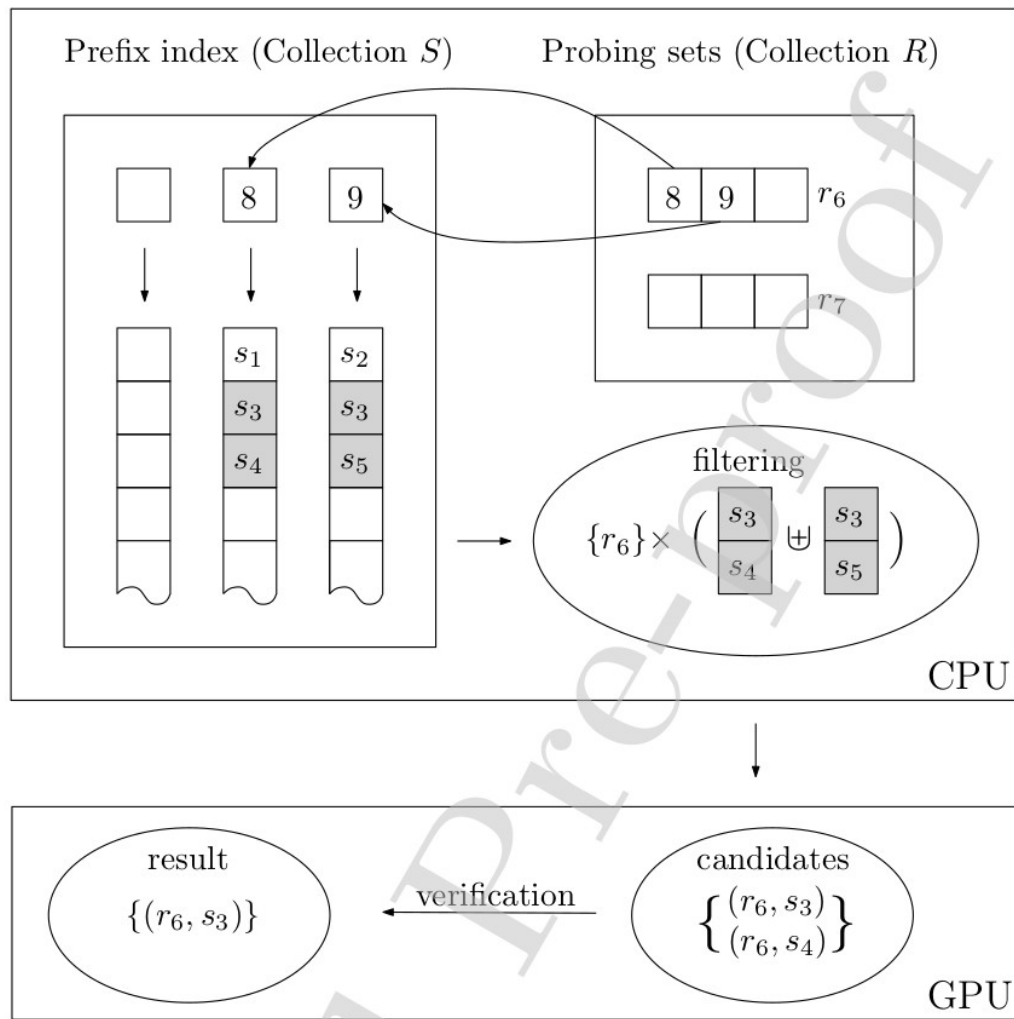 Prefix index (Collection S)
Probing sets (Collection R)
8
9
8 9 r₆
r₇
s₁
s₃
s₄
s₂
s₃
s₅
filtering
{r₆}× ( s₃ ⊎ s₃ )
s₄ s₅
CPU
result
{(r₆, s₃)}
verification
candidates
{(r₆, s₃)
(r₆, s₄)}
GPU
Pre-proof